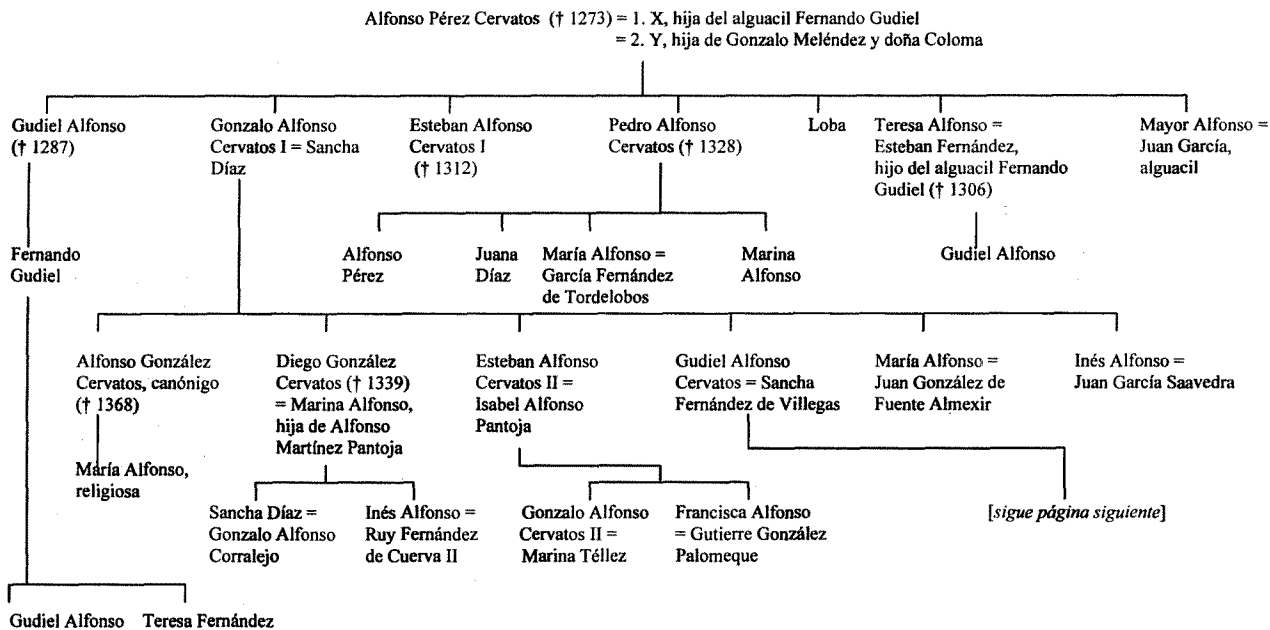 Alfonso Pérez Cervatos († 1273) = 1. X, hija del alguacil Fernando Gudiel
= 2. Y, hija de Gonzalo Meléndez y doña Coloma
Gudiel Alfonso
(† 1287)
Gonzalo Alfonso
Cervatos I = Sancha
Díaz
Esteban Alfonso
Cervatos I
(† 1312)
Pedro Alfonso
Cervatos († 1328)
Loba
Teresa Alfonso =
Esteban Fernández,
hijo del alguacil Fernando
Gudiel († 1306)
Mayor Alfonso =
Juan García,
alguacil
Fernando
Gudiel
Alfonso
Pérez
Juana
Díaz
María Alfonso =
García Fernández
de Tordelobos
Marina
Alfonso
Gudiel Alfonso
Alfonso González
Cervatos, canónigo
(† 1368)
Diego González
Cervatos († 1339)
= Marina Alfonso,
hija de Alfonso
Martínez Pantoja
Esteban Alfonso
Cervatos II =
Isabel Alfonso
Pantoja
Gudiel Alfonso
Cervatos = Sancha
Fernández de Villegas
María Alfonso =
Juan González de
Fuente Almexir
Inés Alfonso =
Juan García Saavedra
María Alfonso,
religiosa
Sancha Díaz =
Gonzalo Alfonso
Corralejo
Inés Alfonso =
Ruy Fernández
de Cuerva II
Gonzalo Alfonso
Cervatos II =
Marina Téllez
Francisca Alfonso
= Gutierre González
Palomeque
[sigue página siguiente]
Gudiel Alfonso
Teresa Fernández